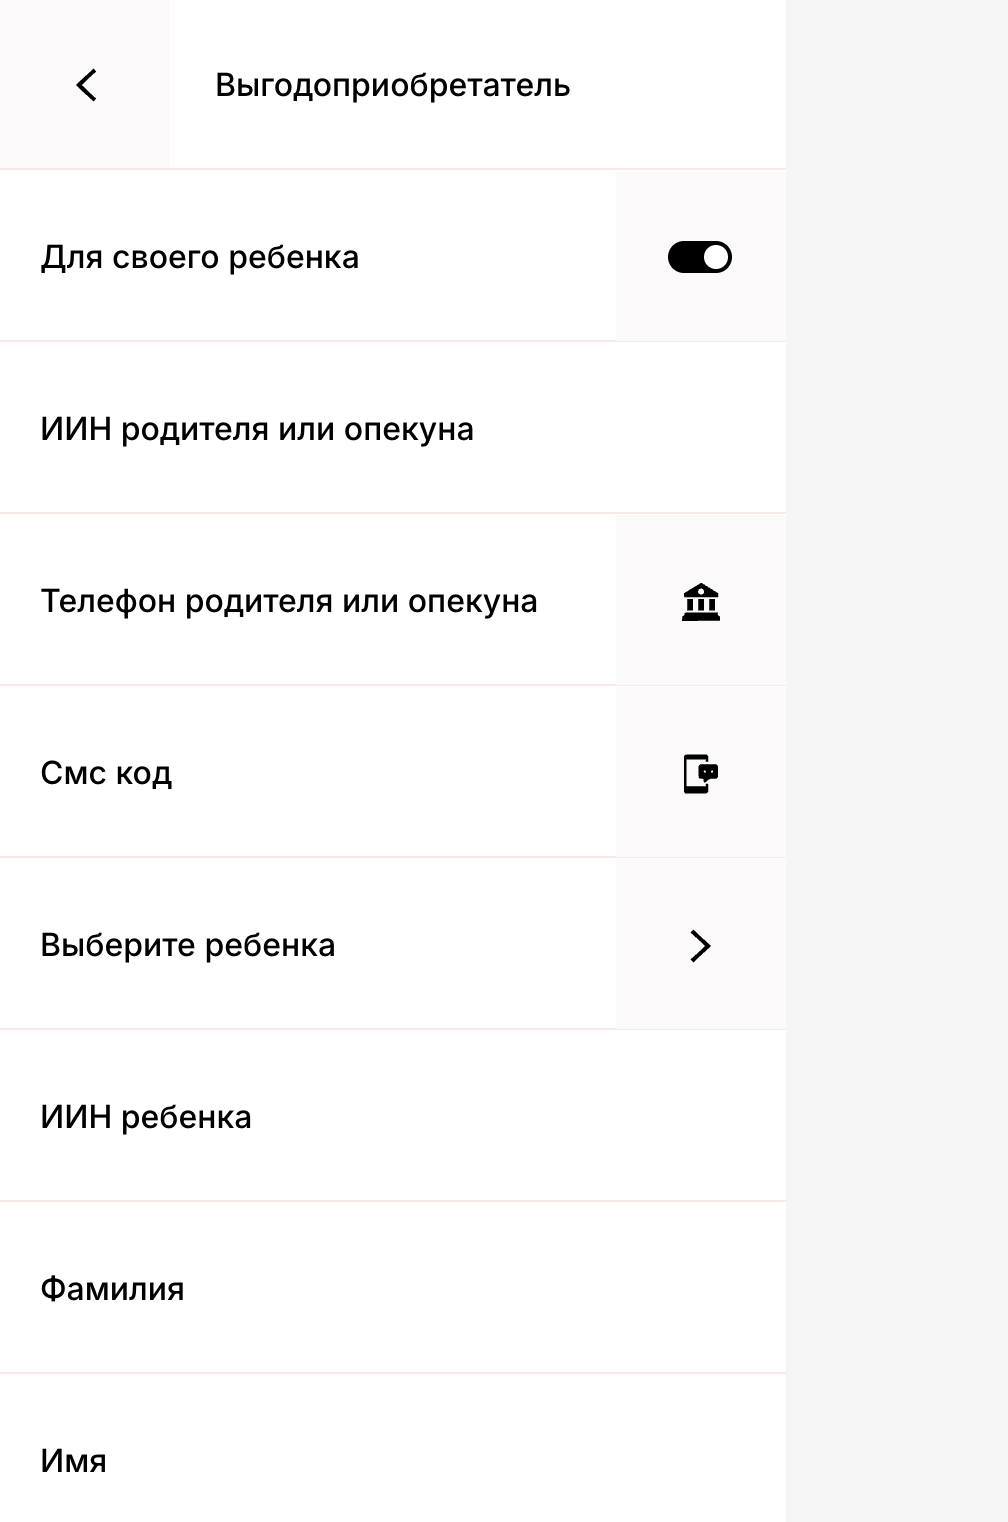 Выгодоприобретатель
Для своего ребенка
ИИН родителя или опекуна
Телефон родителя или опекуна
Смс код
Выберите ребенка
ИИН ребенка
Фамилия
Имя